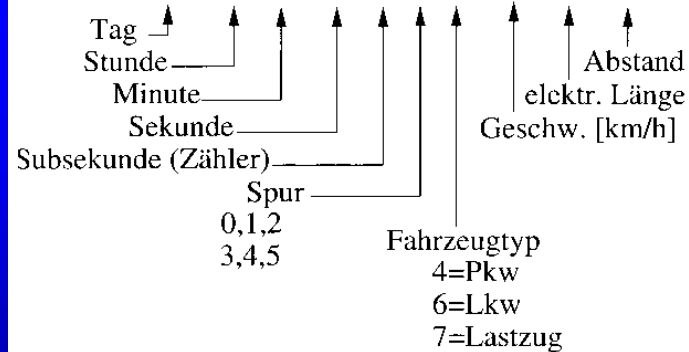 Tag
Stunde
Abstand
Minute
elektr. Länge
Sekunde
Geschw. [km/h]
Subsekunde (Zähler)
Spur
0,1,2
3,4,5
Fahrzeugtyp
4=Pkw
6=Lkw
7=Lastzug